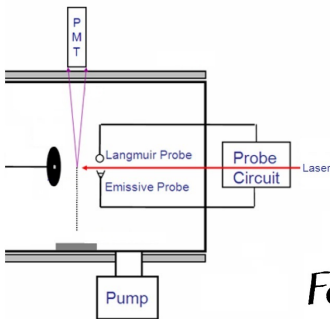 P
M
T
Langmuir Probe
Probe
Circuit
Laser
Emissive Probe
Pump